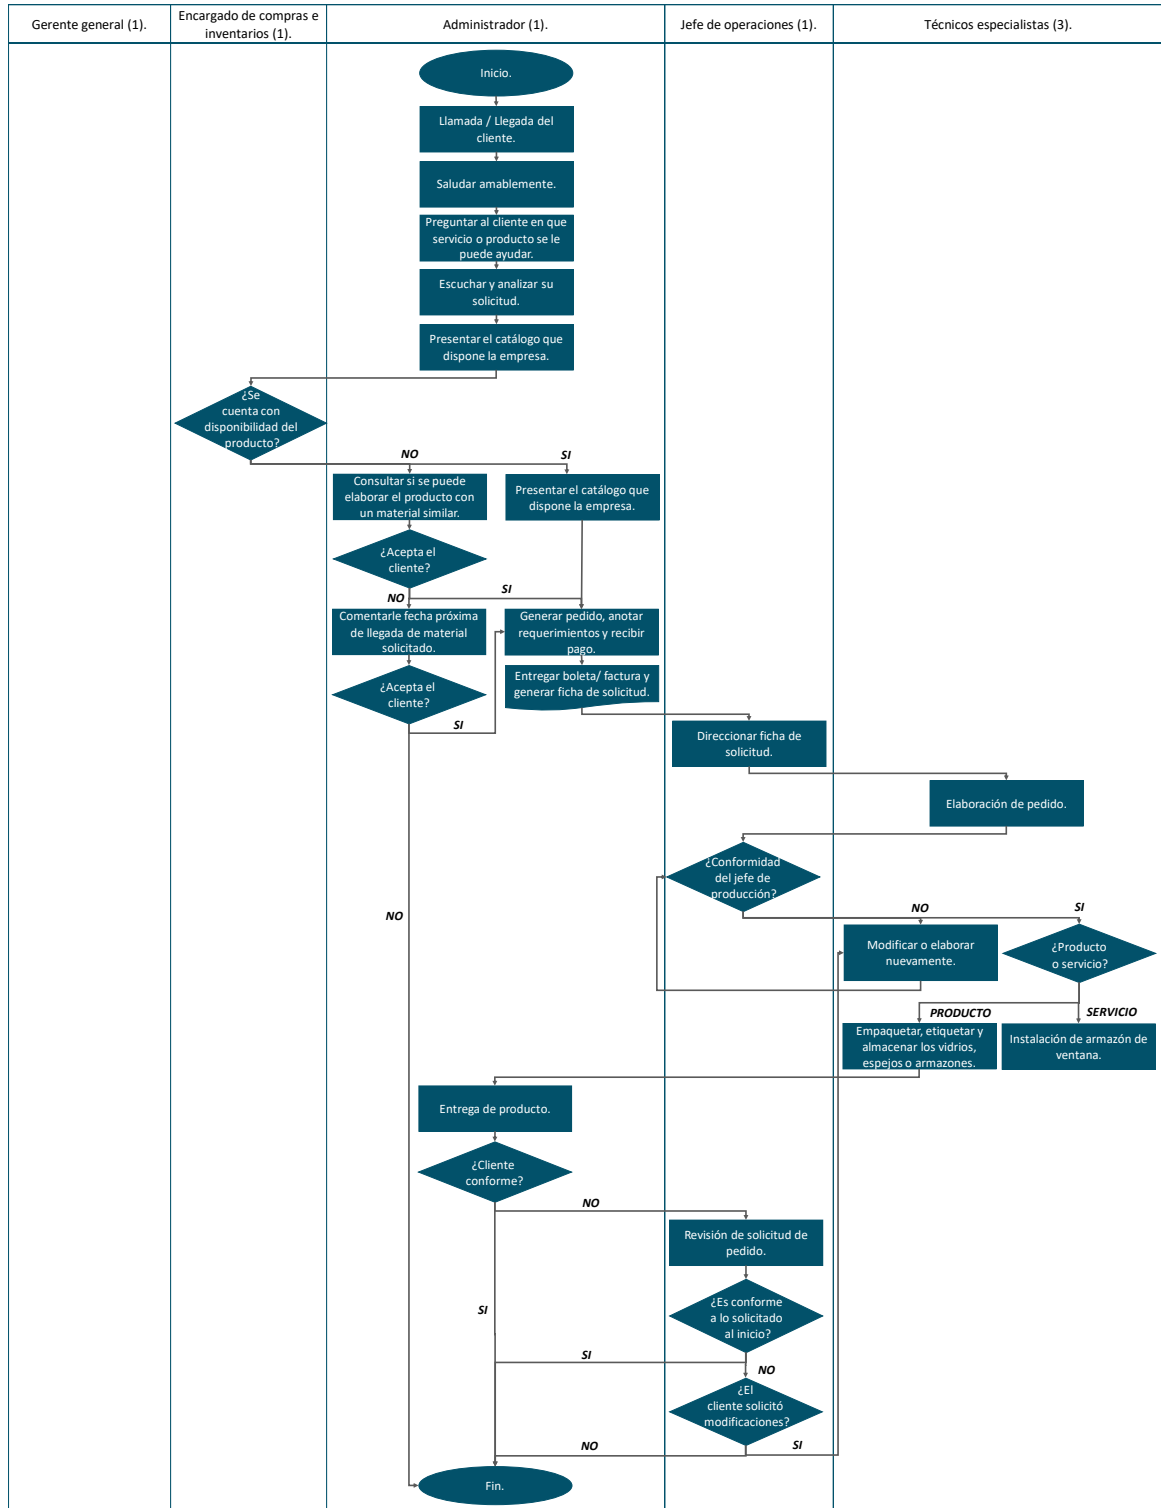 Gerente general (1).
Encargado de compras e
inventarios (1).
Administrador (1).
Jefe de operaciones (1).
Técnicos especialistas (3).
Inicio.
Llamada / Llegada del
cliente.
Saludar amablemente.
Preguntar al cliente en que
servicio o producto se le
puede ayudar.
Escuchar y analizar su
solicitud.
Presentar el catálogo que
dispone la empresa.
¿Se
cuenta con
disponibilidad del
producto?
NO
SI
Consultar si se puede
elaborar el producto con
un material similar.
Presentar el catálogo que
dispone la empresa.
¿Acepta el
cliente?
NO
SI
Comentarle fecha próxima
de llegada de material
solicitado.
Generar pedido, anotar
requerimientos y recibir
pago.
¿Acepta el
cliente?
SI
Entregar boleta/ factura y
generar ficha de solicitud.
Direccionar ficha de
solicitud.
Elaboración de pedido.
¿Conformidad
del jefe de
producción?
NO
NO
SI
Modificar o elaborar
nuevamente.
¿Producto
o servicio?
PRODUCTO
SERVICIO
Empaquetar, etiquetar y
almacenar los vidrios,
espejos o armazones.
Instalación de armazón de
ventana.
Entrega de producto.
¿Cliente
conforme?
NO
Revisión de solicitud de
pedido.
SI
¿Es conforme
a lo solicitado
al inicio?
SI
NO
¿El
cliente solicitó
modificaciones?
NO
SI
Fin.